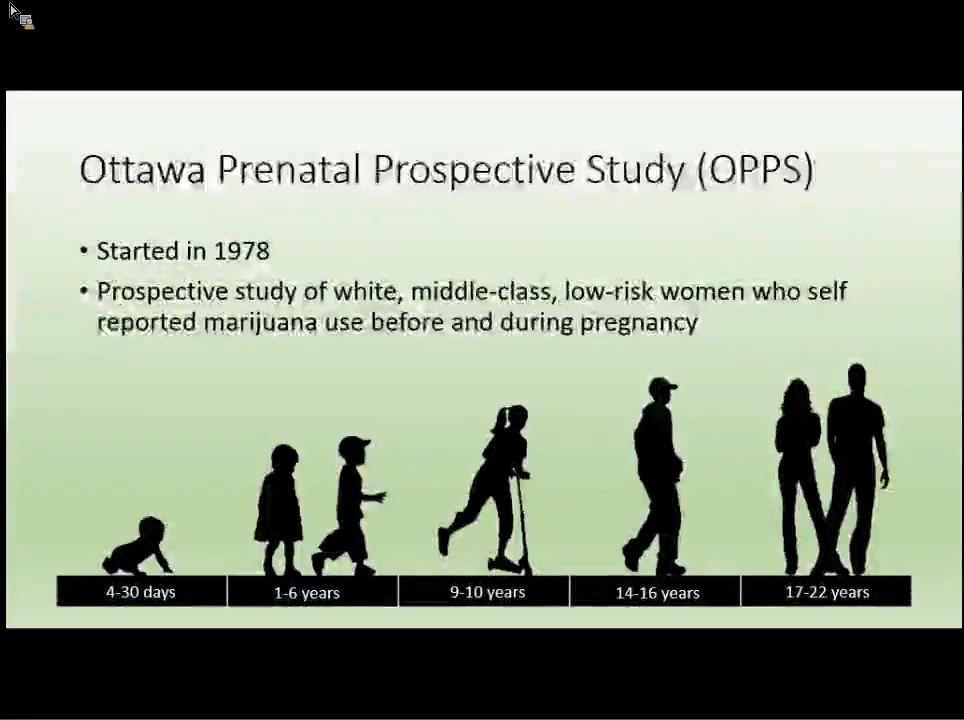 Ottawa Prenatal Prospective Study (OPPS)
• Started in 1978
• Prospective study of white, middle-class, low-risk women who self
reported marijuana use before and during pregnancy
4-30 days
1-6 years
9-10 years
14-16 years
17-22 years